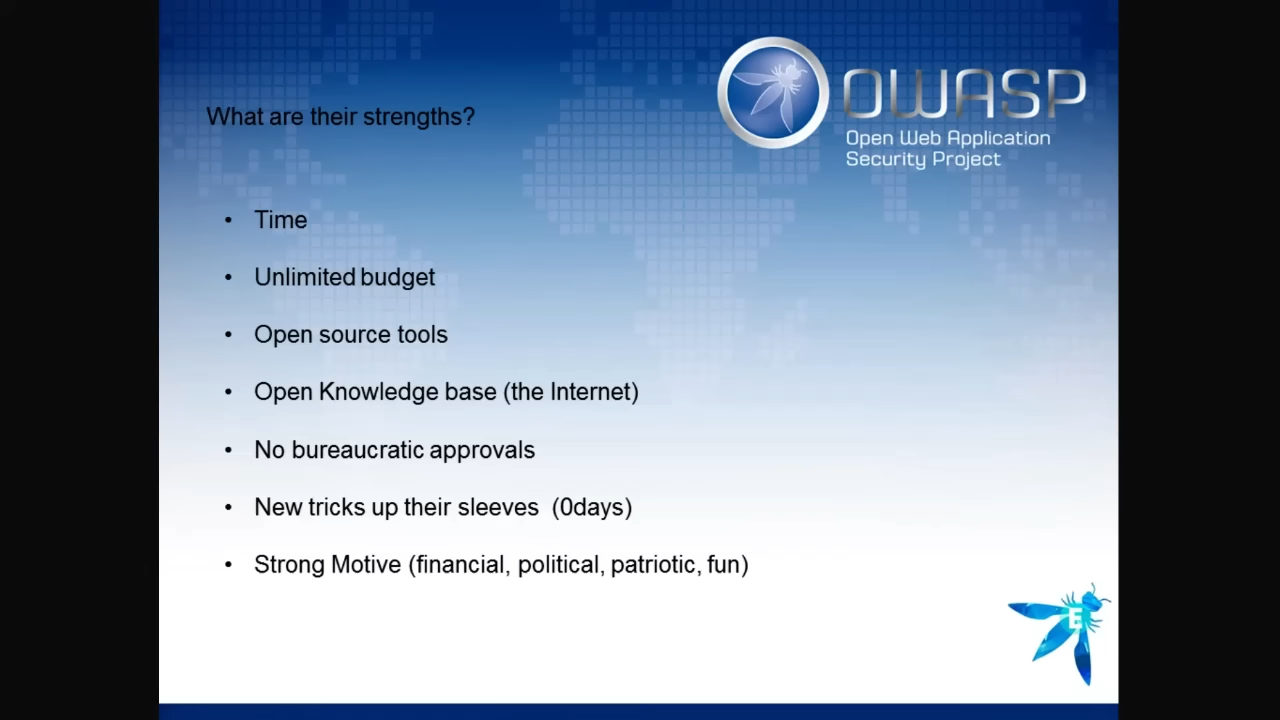 OWASP
Open Web Application
Security Project
What are their strengths?
• Time
• Unlimited budget
• Open source tools
• Open Knowledge base (the Internet)
• No bureaucratic approvals
• New tricks up their sleeves (0days)
• Strong Motive (financial, political, patriotic, fun)
E